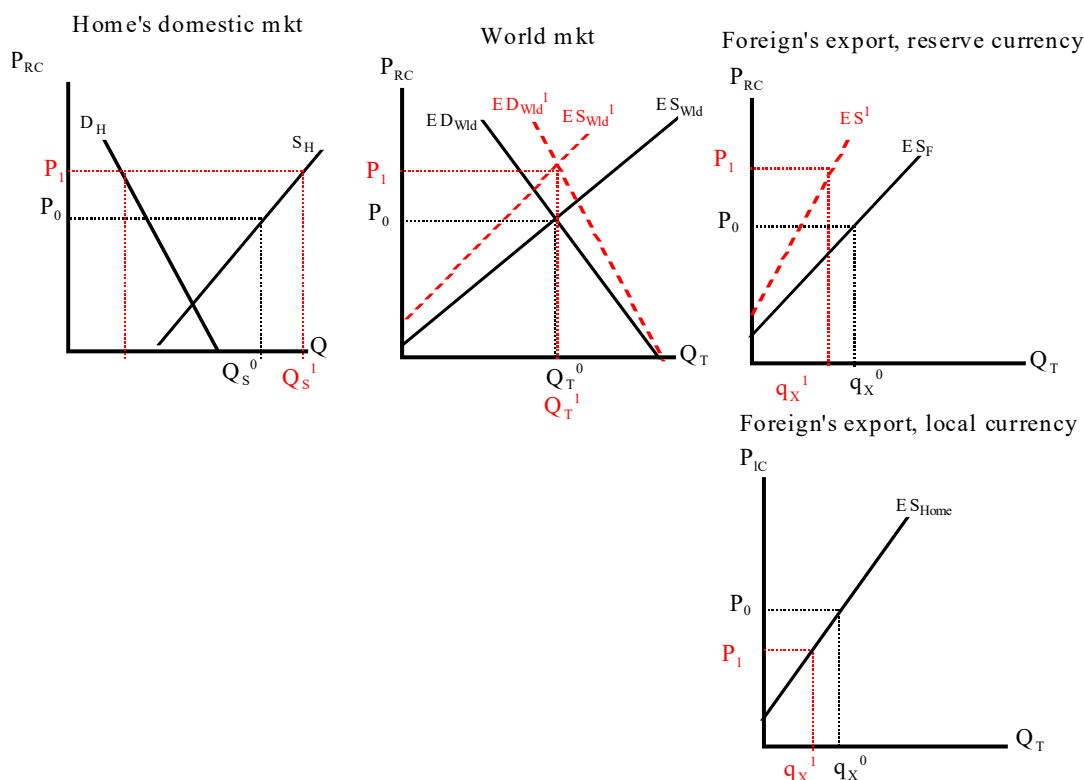 Home's domestic mkt
P_RC
D_H
S_H
P_1
P_0
Q
Q_S^0
Q_S^1
World mkt
P_RC
ED_Wld
ED_Wld^1
ES_Wld^1
ES_Wld
P_1
P_0
Q_T
Q_T^0
Q_T^1
Foreign's export, reserve currency
P_RC
ES^1
ES_F
P_1
P_0
Q_T
q_X^1
q_X^0
Foreign's export, local currency
P_lC
ES_Home
P_0
P_1
Q_T
q_X^1
q_X^0